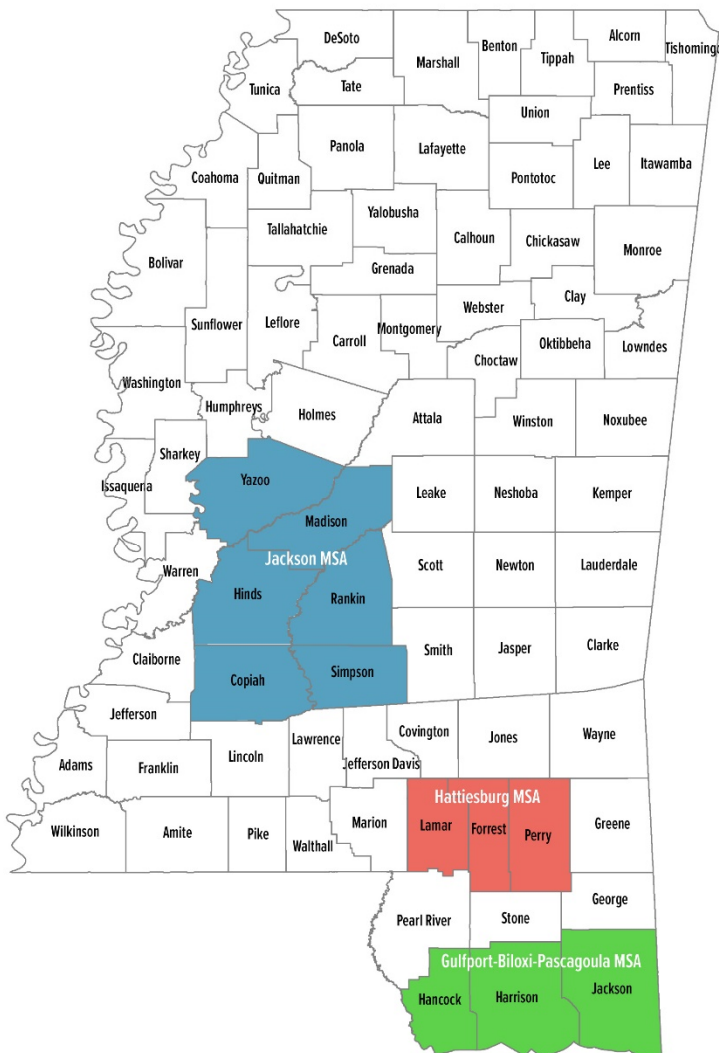 DeSoto
Marshall
Benton
Tippah
Alcorn
Tishomingo
Tunica
Tate
Union
Prentiss
Panola
Lafayette
Pontotoc
Lee
Itawamba
Coahoma
Quitman
Tallahatchie
Yalobusha
Calhoun
Chickasaw
Monroe
Bolivar
Sunflower
Leflore
Grenada
Carroll
Montgomery
Webster
Clay
Choctaw
Oktibbeha
Lowndes
Washington
Humphreys
Holmes
Attala
Winston
Noxubee
Sharkey
Issaquena
Yazoo
Madison
Leake
Neshoba
Kemper
Jackson MSA
Warren
Hinds
Rankin
Scott
Newton
Lauderdale
Claiborne
Copiah
Simpson
Smith
Jasper
Clarke
Jefferson
Lincoln
Lawrence
Jefferson Davis
Covington
Jones
Wayne
Adams
Franklin
Wilkinson
Amite
Pike
Walthall
Marion
Hattiesburg MSA
Lamar
Forrest
Perry
Greene
Pearl River
Stone
George
Gulfport-Biloxi-Pascagoula MSA
Hancock
Harrison
Jackson